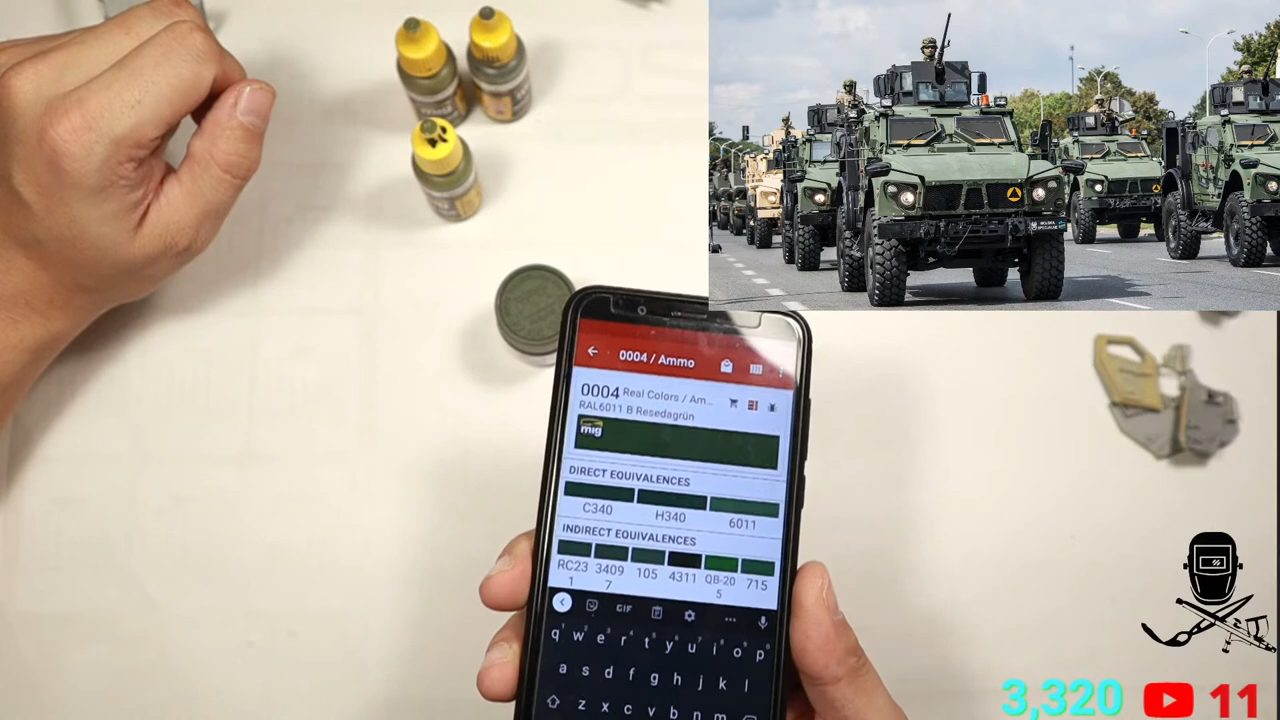 0004 / Ammo
0004 Real Colors / Am...
RAL6011 B Resedagrün
mig
DIRECT EQUIVALENCES
C340
H340
6011
INDIRECT EQUIVALENCES
RC23
1
3409
7
105
4311
QB-20
5
715
GIF
q w e r t y u i o p
a s d f g h j k l
z x c v b n m
3,320
11